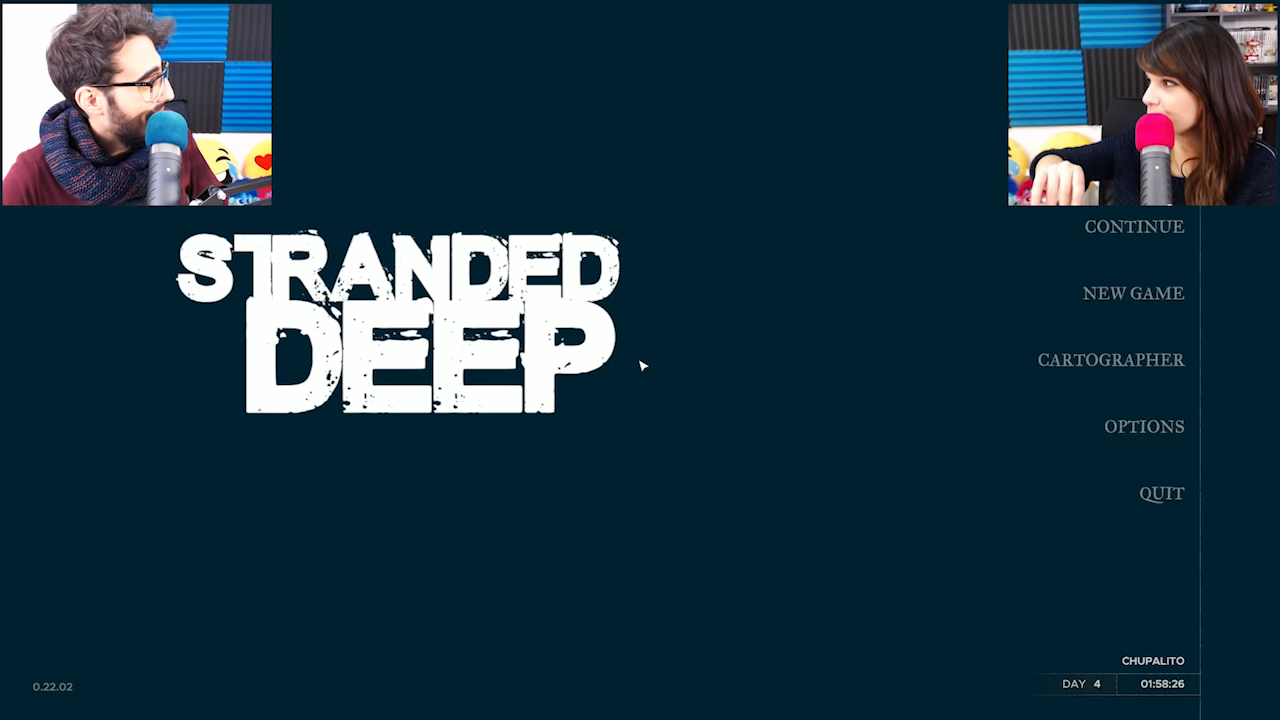 STRANDED
DEEP
CONTINUE
NEW GAME
CARTOGRAPHER
OPTIONS
QUIT
CHUPALITO
DAY 4 01:58:26
0.22.02